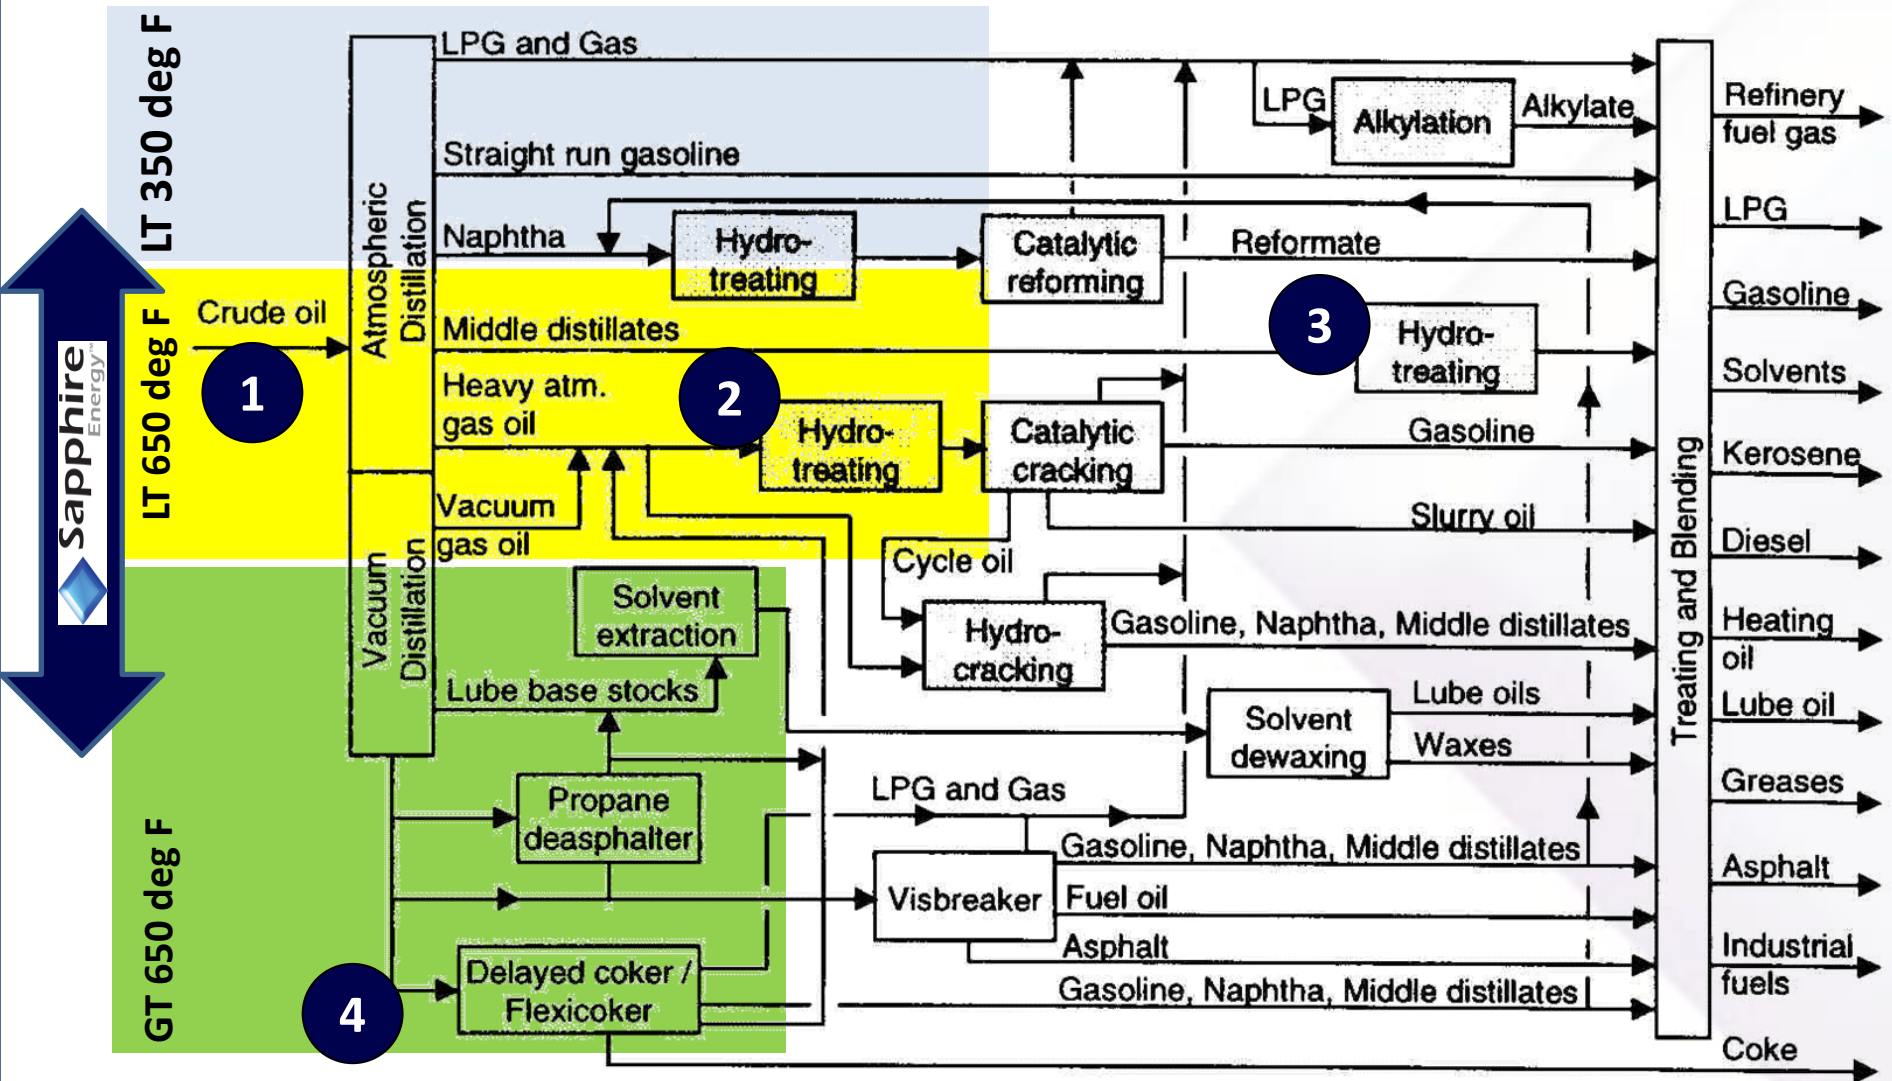 LT 350 deg F
LT 650 deg F
GT 650 deg F
Sapphire
Energy™
Crude oil
1
Atmospheric
Distillation
Vacuum
Distillation
LPG and Gas
Straight run gasoline
Naphtha
Hydro-
treating
Catalytic
reforming
Reformate
LPG
Alkylation
Alkylate
Middle distillates
3
Hydro-
treating
Heavy atm.
gas oil
2
Hydro-
treating
Catalytic
cracking
Gasoline
Slurry oil
Vacuum
gas oil
Cycle oil
Hydro-
cracking
Gasoline, Naphtha, Middle distillates
Solvent
extraction
Lube base stocks
Solvent
dewaxing
Lube oils
Waxes
Propane
deasphalter
LPG and Gas
Visbreaker
Gasoline, Naphtha, Middle distillates
Fuel oil
Asphalt
4
Delayed coker /
Flexicoker
Gasoline, Naphtha, Middle distillates
Treating and Blending
Refinery
fuel gas
LPG
Gasoline
Solvents
Kerosene
Diesel
Heating
oil
Lube oil
Greases
Asphalt
Industrial
fuels
Coke